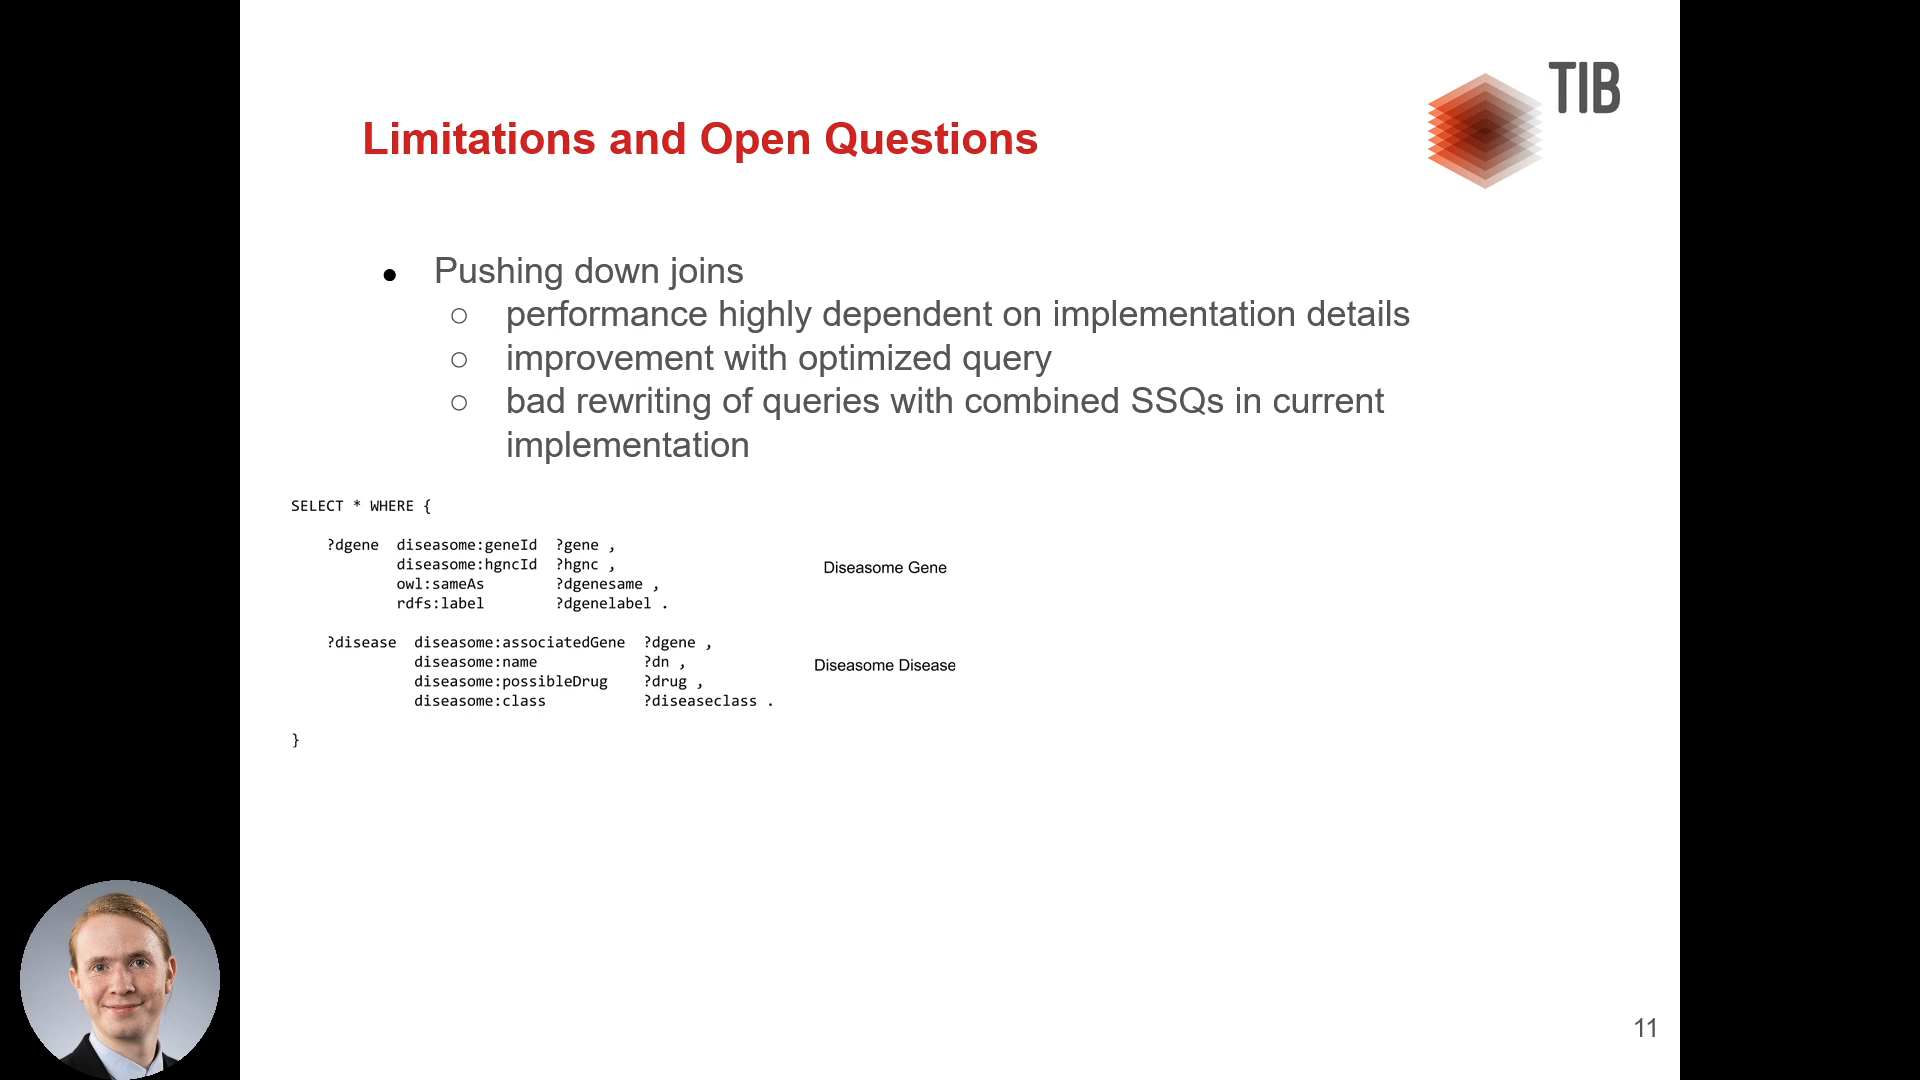 TIB
Limitations and Open Questions
● Pushing down joins
○ performance highly dependent on implementation details
○ improvement with optimized query
○ bad rewriting of queries with combined SSQs in current
implementation
SELECT * WHERE {
?dgene diseasome:geneId ?gene ,
diseasome:hgncId ?hgnc ,
owl:sameAs ?dgenesame ,
rdfs:label ?dgenelabel .
Diseasome Gene
?disease diseasome:associatedGene ?dgene ,
diseasome:name ?dn ,
diseasome:possibleDrug ?drug ,
diseasome:class ?diseaseclass .
Diseasome Disease
}
11